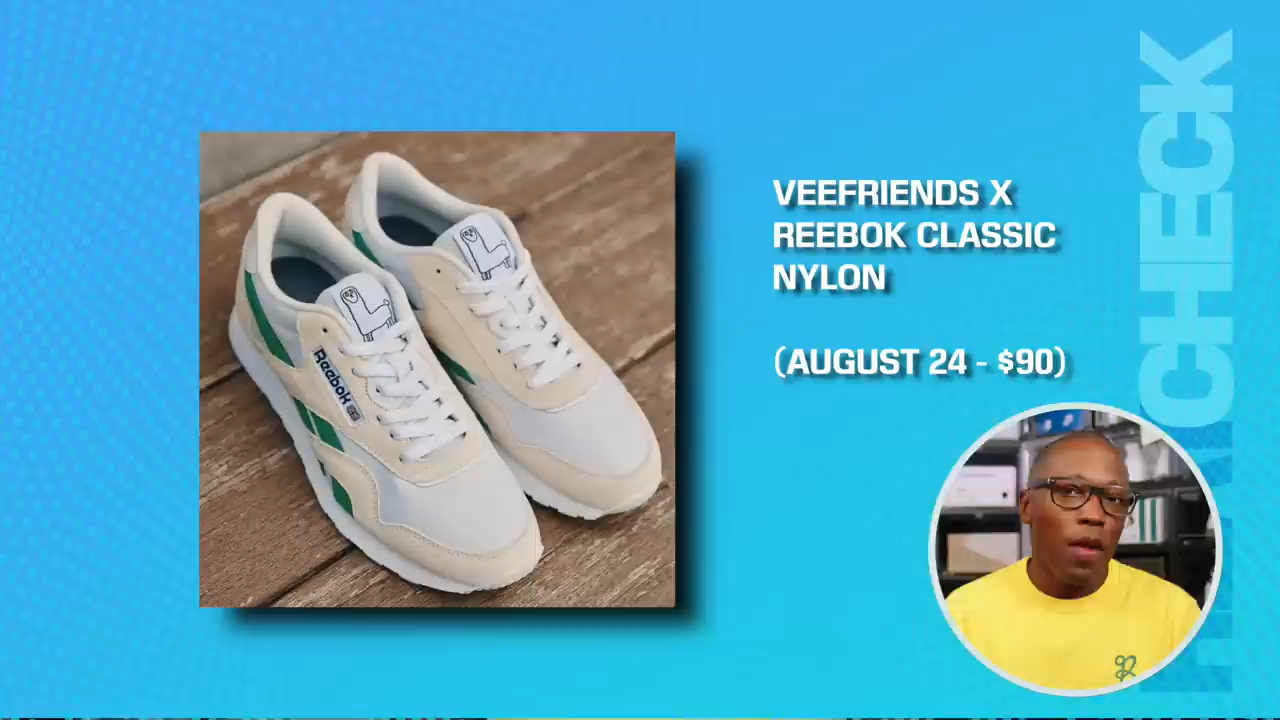 VEEFRIENDS X
REEBOK CLASSIC
NYLON
(AUGUST 24 - $90)
CHECK
Reebok